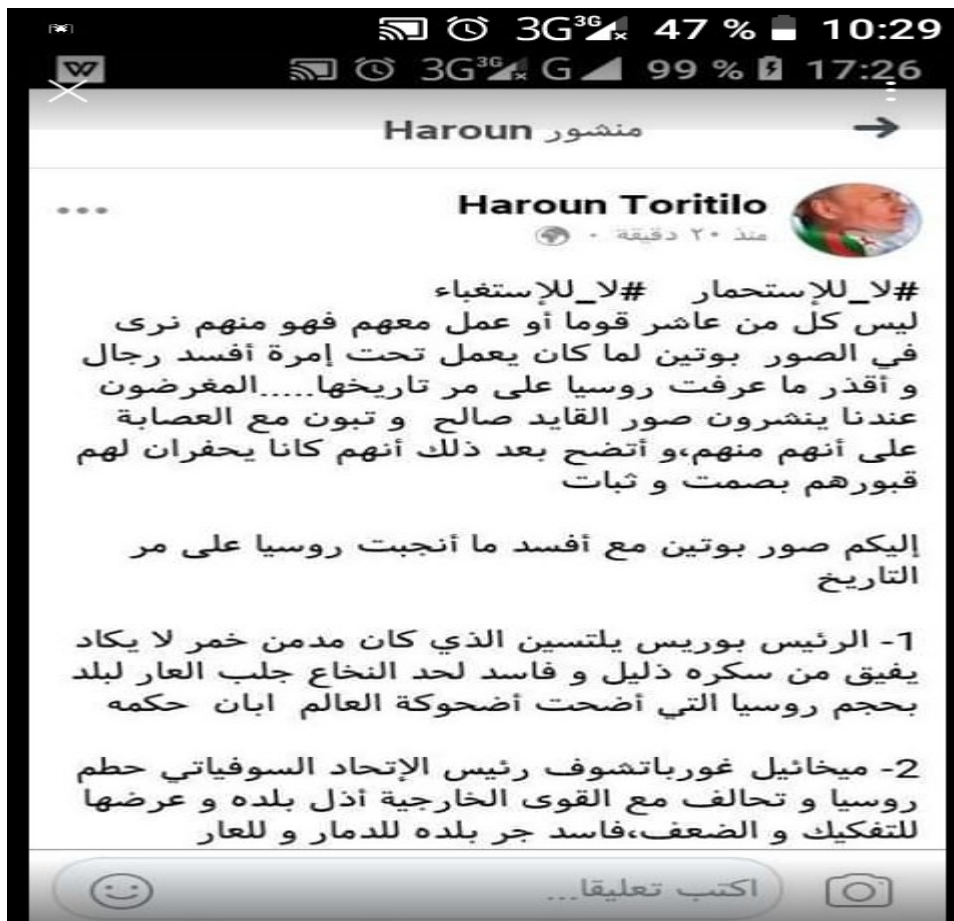 3G 3G 47 % 10:29
3G 3G G 99 % 17:26
منشور Haroun
Haroun Toritilo
منذ ٢٠ دقيقة ·
#لا_للإستحمار #لا_للإستغباء
ليس كل من عاشر قوما أو عمل معهم فهو منهم نرى
في الصور بوتين لما كان يعمل تحت إمرة أفسد رجال
و أقذر ما عرفت روسيا على مر تاريخها.....المغرضون
عندنا ينشرون صور القايد صالح و تبون مع العصابة
على أنهم منهم،و أتضح بعد ذلك أنهم كانا يحفران لهم
قبورهم بصمت و ثبات
إليكم صور بوتين مع أفسد ما أنجبت روسيا على مر
التاريخ
1- الرئيس بوريس يلتسين الذي كان مدمن خمر لا يكاد
يفيق من سكره ذليل و فاسد لحد النخاع جلب العار لبلد
بحجم روسيا التي أضحت أضحوكة العالم ابان حكمه
2- ميخائيل غورباتشوف رئيس الإتحاد السوفياتي حطم
روسيا و تحالف مع القوى الخارجية أذل بلده و عرضها
للتفكيك و الضعف،فاسد جر بلده للدمار و للعار
اكتب تعليقا...